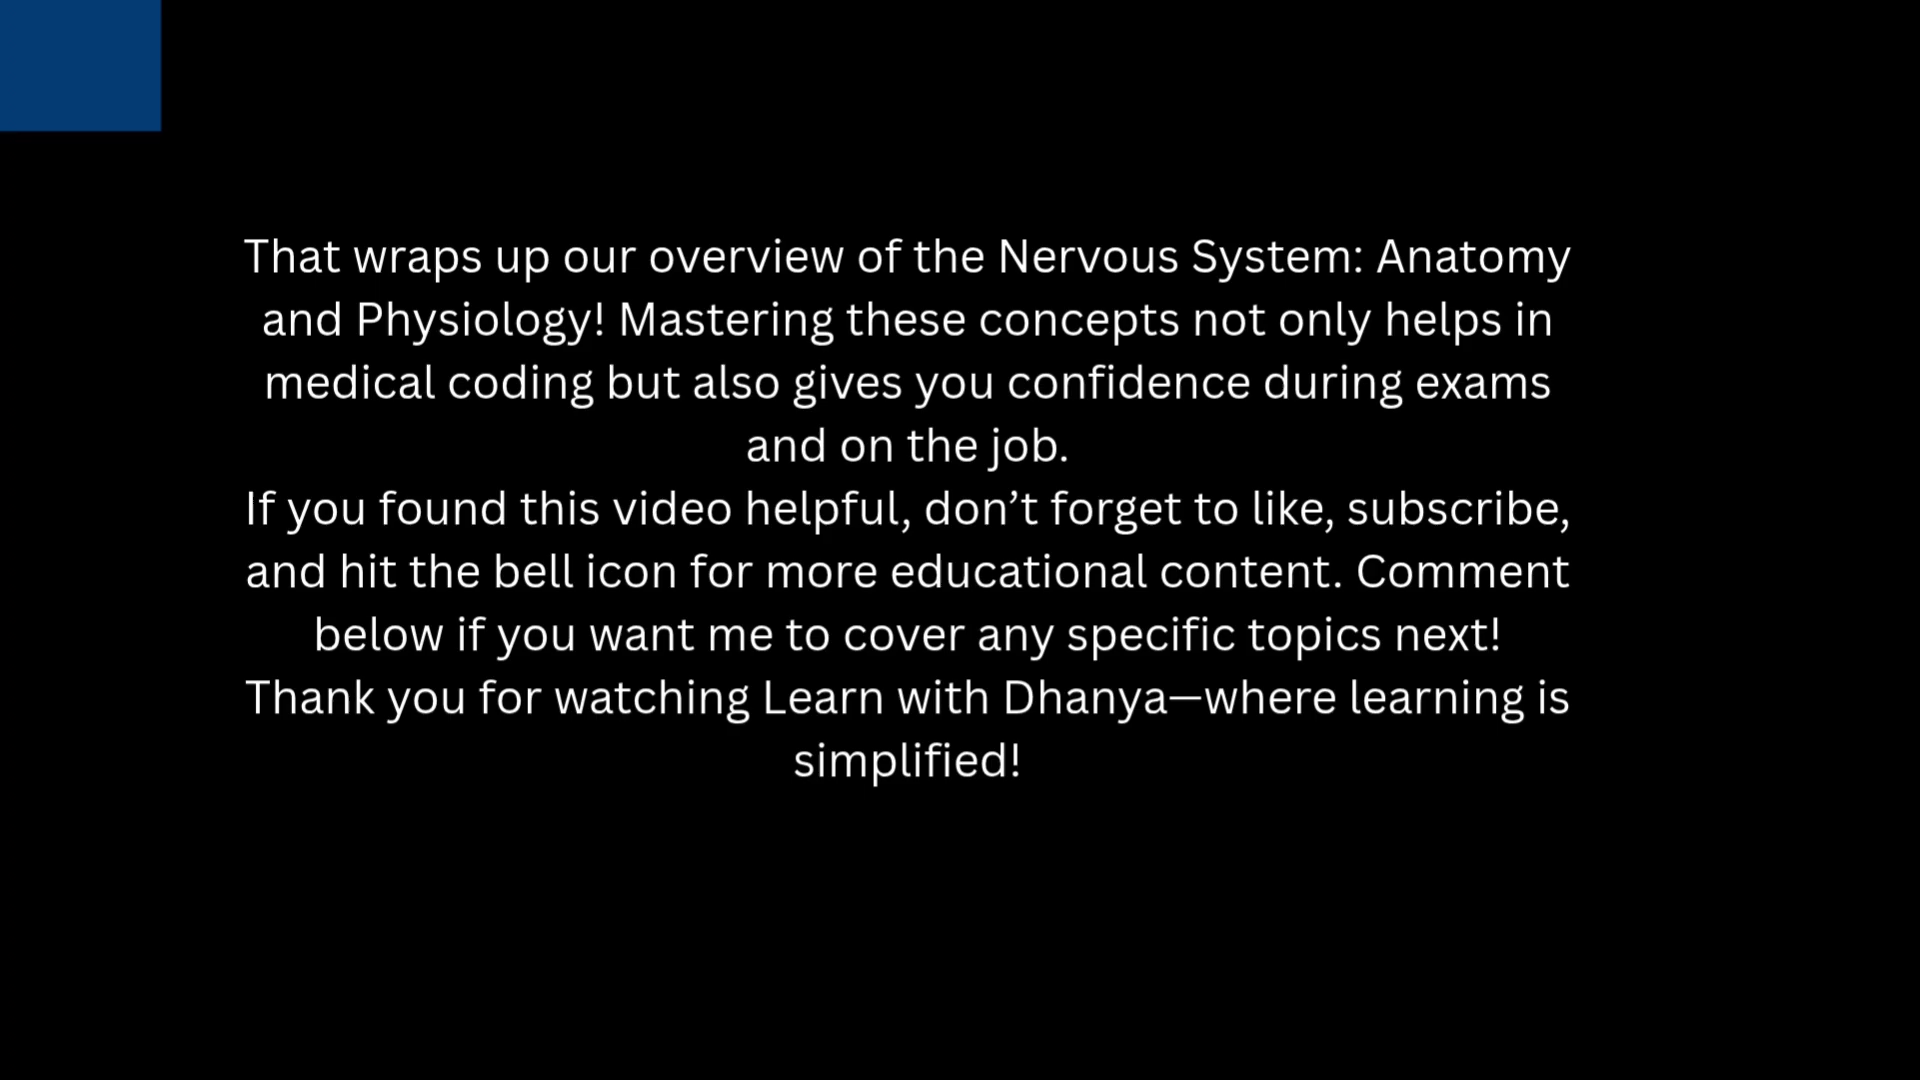 That wraps up our overview of the Nervous System: Anatomy
and Physiology! Mastering these concepts not only helps in
medical coding but also gives you confidence during exams
and on the job.
If you found this video helpful, don’t forget to like, subscribe,
and hit the bell icon for more educational content. Comment
below if you want me to cover any specific topics next!
Thank you for watching Learn with Dhanya—where learning is
simplified!